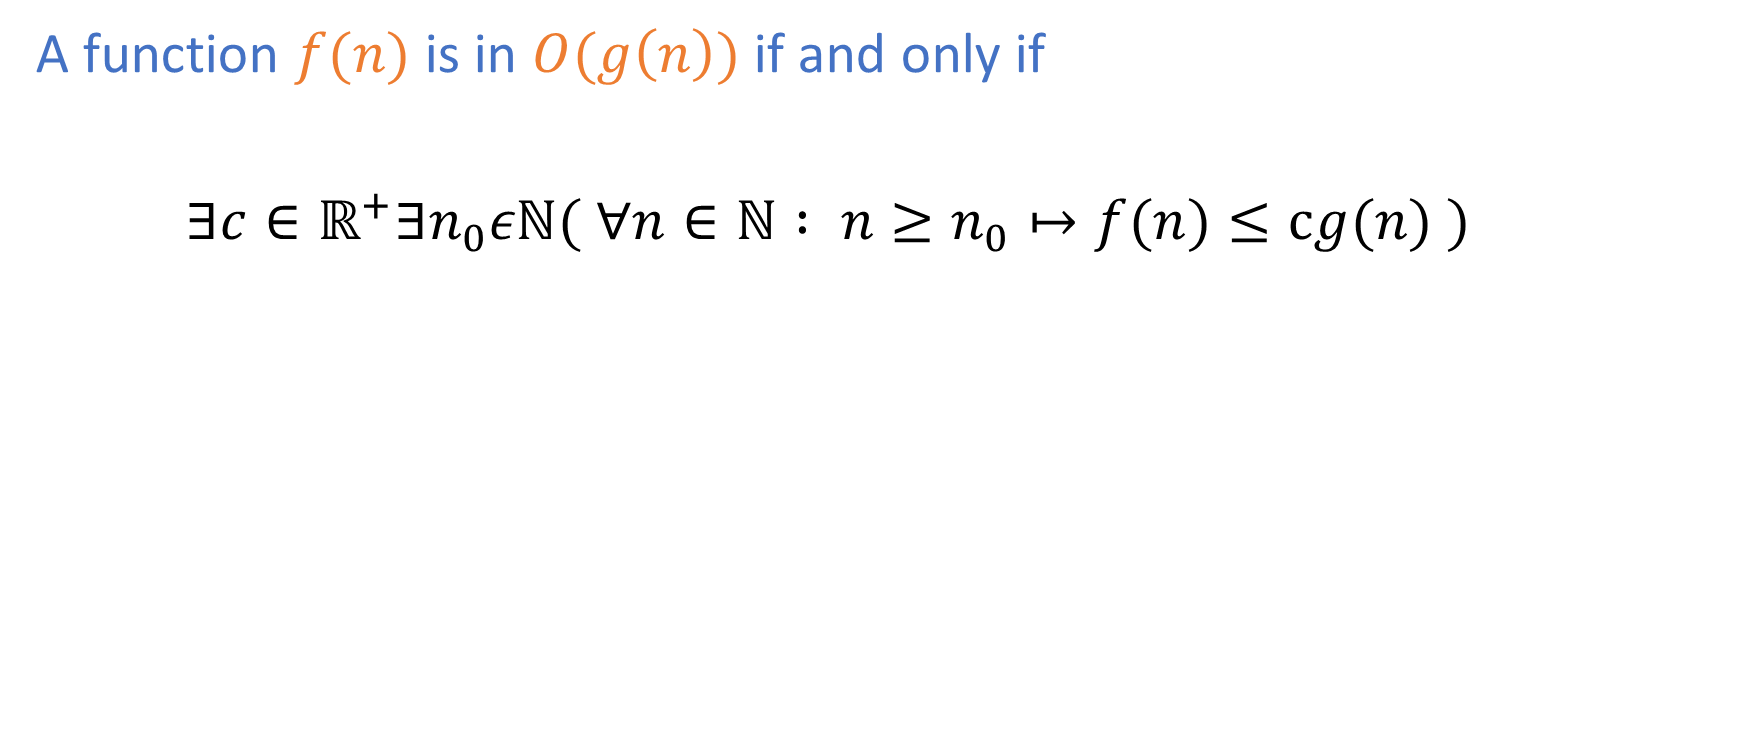 A function f(n) is in O(g(n)) if and only if
∃c ∈ ℝ⁺∃n₀ϵℕ( ∀n ∈ ℕ : n ≥ n₀ ↦ f(n) ≤ cg(n) )